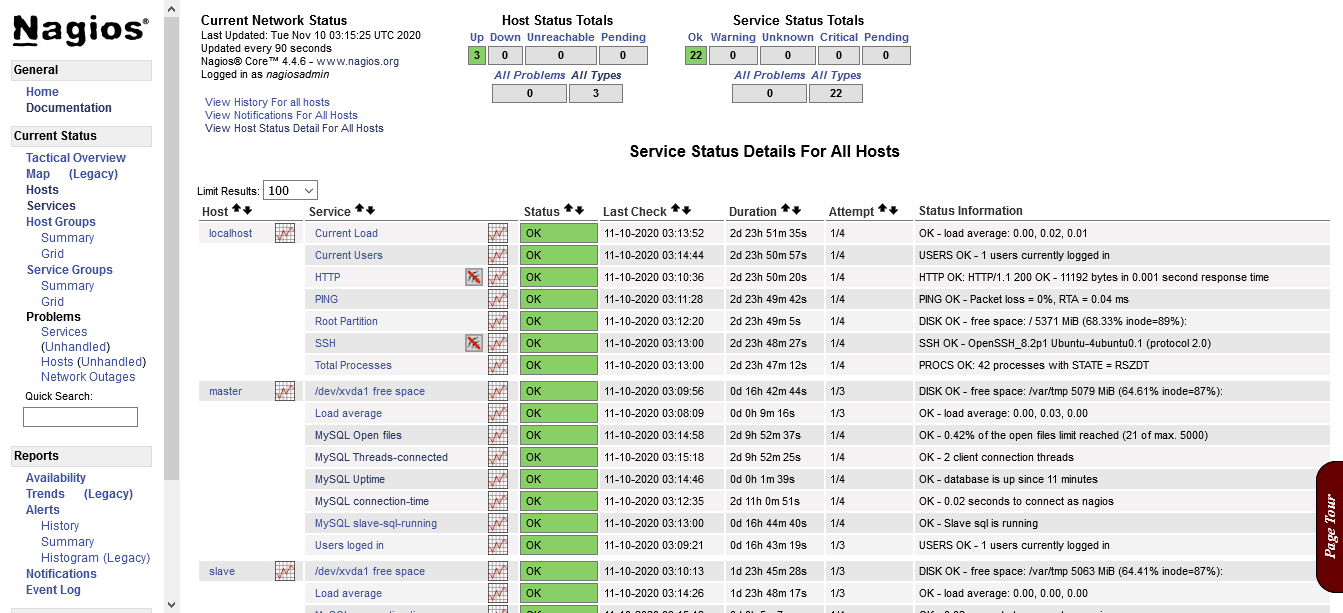 Nagios®
General
Home
Documentation
Current Status
Tactical Overview
Map (Legacy)
Hosts
Services
Host Groups
Summary
Grid
Service Groups
Summary
Grid
Problems
Services
(Unhandled)
Hosts (Unhandled)
Network Outages
Quick Search:
Reports
Availability
Trends (Legacy)
Alerts
History
Summary
Histogram (Legacy)
Notifications
Event Log
Current Network Status
Last Updated: Tue Nov 10 03:15:25 UTC 2020
Updated every 90 seconds
Nagios® Core™ 4.4.6 - www.nagios.org
Logged in as nagiosadmin
View History For all hosts
View Notifications For All Hosts
View Host Status Detail For All Hosts
Host Status Totals
Up Down Unreachable Pending
3 0 0 0
All Problems All Types
0 3
Service Status Totals
Ok Warning Unknown Critical Pending
22 0 0 0 0
All Problems All Types
0 22
Service Status Details For All Hosts
Limit Results: 100
Host Service Status Last Check Duration Attempt Status Information
localhost Current Load OK 11-10-2020 03:13:52 2d 23h 51m 35s 1/4 OK - load average: 0.00, 0.02, 0.01
Current Users OK 11-10-2020 03:14:44 2d 23h 50m 57s 1/4 USERS OK - 1 users currently logged in
HTTP OK 11-10-2020 03:10:36 2d 23h 50m 20s 1/4 HTTP OK: HTTP/1.1 200 OK - 11192 bytes in 0.001 second response time
PING OK 11-10-2020 03:11:28 2d 23h 49m 42s 1/4 PING OK - Packet loss = 0%, RTA = 0.04 ms
Root Partition OK 11-10-2020 03:12:20 2d 23h 49m 5s 1/4 DISK OK - free space: / 5371 MiB (68.33% inode=89%):
SSH OK 11-10-2020 03:13:00 2d 23h 48m 27s 1/4 SSH OK - OpenSSH_8.2p1 Ubuntu-4ubuntu0.1 (protocol 2.0)
Total Processes OK 11-10-2020 03:13:00 2d 23h 47m 12s 1/4 PROCS OK: 42 processes with STATE = RSZDT
master /dev/xvda1 free space OK 11-10-2020 03:09:56 0d 16h 42m 44s 1/3 DISK OK - free space: /var/tmp 5079 MiB (64.61% inode=87%):
Load average OK 11-10-2020 03:08:09 0d 0h 9m 16s 1/3 OK - load average: 0.00, 0.03, 0.00
MySQL Open files OK 11-10-2020 03:14:58 2d 9h 52m 37s 1/4 OK - 0.42% of the open files limit reached (21 of max. 5000)
MySQL Threads-connected OK 11-10-2020 03:15:18 2d 9h 52m 25s 1/4 OK - 2 client connection threads
MySQL Uptime OK 11-10-2020 03:14:46 0d 0h 1m 39s 1/4 OK - database is up since 11 minutes
MySQL connection-time OK 11-10-2020 03:12:35 2d 11h 0m 51s 1/4 OK - 0.02 seconds to connect as nagios
MySQL slave-sql-running OK 11-10-2020 03:13:00 0d 16h 44m 40s 1/4 OK - Slave sql is running
Users loged in OK 11-10-2020 03:09:21 0d 16h 43m 19s 1/3 USERS OK - 1 users currently logged in
slave /dev/xvda1 free space OK 11-10-2020 03:10:13 1d 23h 45m 28s 1/3 DISK OK - free space: /var/tmp 5063 MiB (64.41% inode=87%):
Load average OK 11-10-2020 03:14:26 1d 23h 48m 17s 1/3 OK - load average: 0.00, 0.00, 0.00
Page Tour